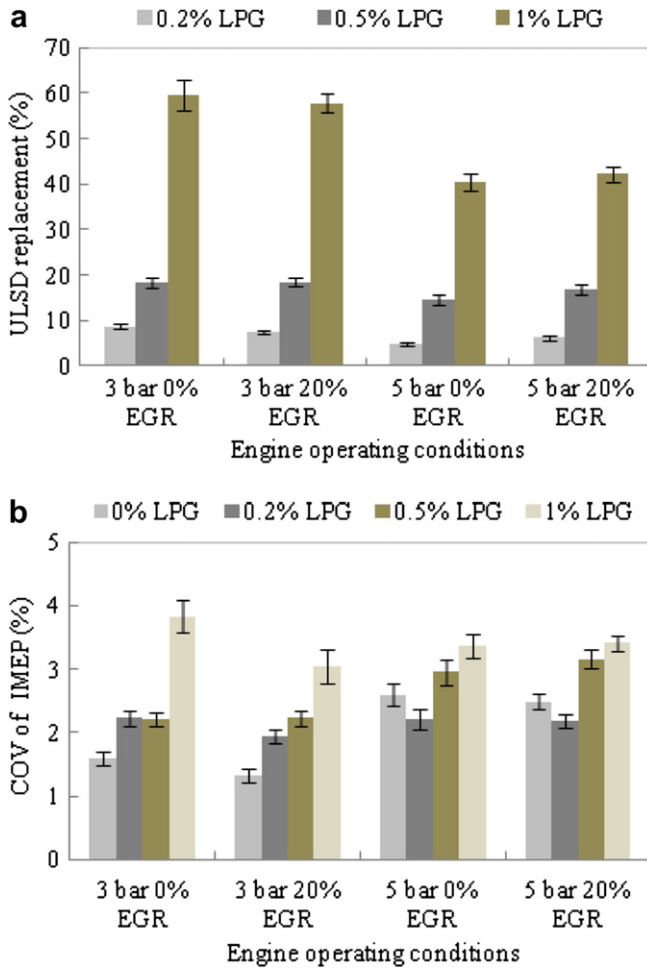 a
0.2% LPG 0.5% LPG 1% LPG
70
60
50
40
30
20
10
0
ULSD replacement (%)
3 bar 0% EGR
3 bar 20% EGR
5 bar 0% EGR
5 bar 20% EGR
Engine operating conditions
b
0% LPG 0.2% LPG 0.5% LPG 1% LPG
5
4
3
2
1
0
COV of IMEP (%)
3 bar 0% EGR
3 bar 20% EGR
5 bar 0% EGR
5 bar 20% EGR
Engine operating conditions